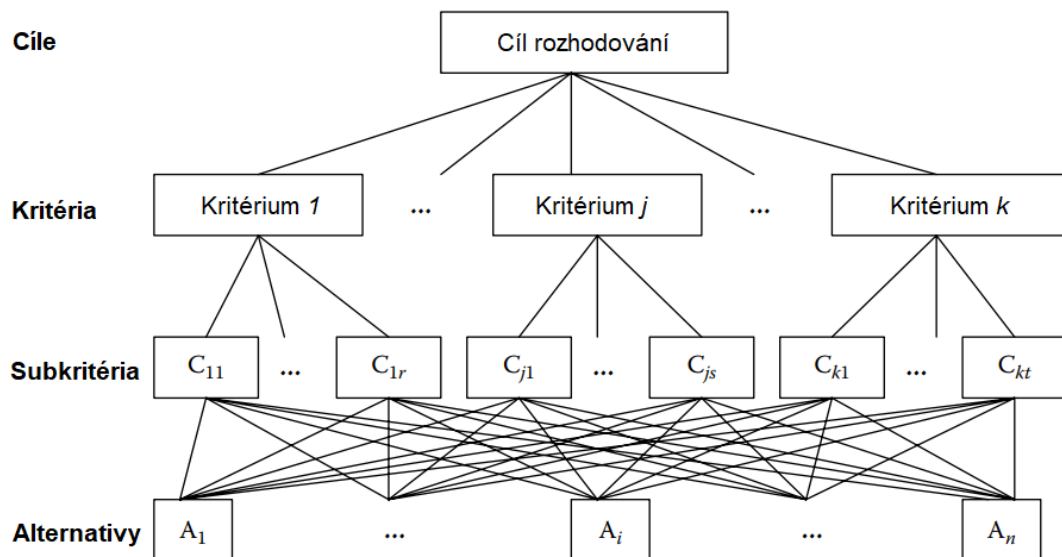 Cíle
Cíl rozhodování
Kritéria
Kritérium 1 ... Kritérium j ... Kritérium k
Subkritéria
C11 ... C1r Cj1 ... Cjs Ck1 ... Ckt
Alternativy
A1 ... Ai ... An